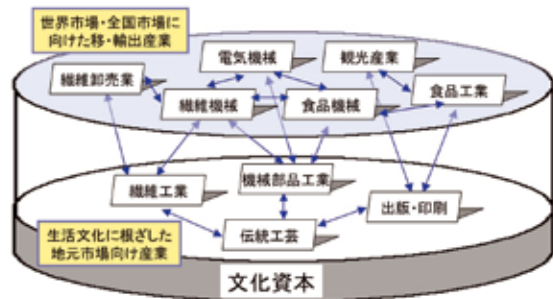 世界市場・全国市場に
向けた移・輸出産業
電気機械
観光産業
繊維卸売業
食品工業
繊維機械
食品機械
繊維工業
機械部品工業
出版・印刷
伝統工芸
生活文化に根ざした
地元市場向け産業
文化資本